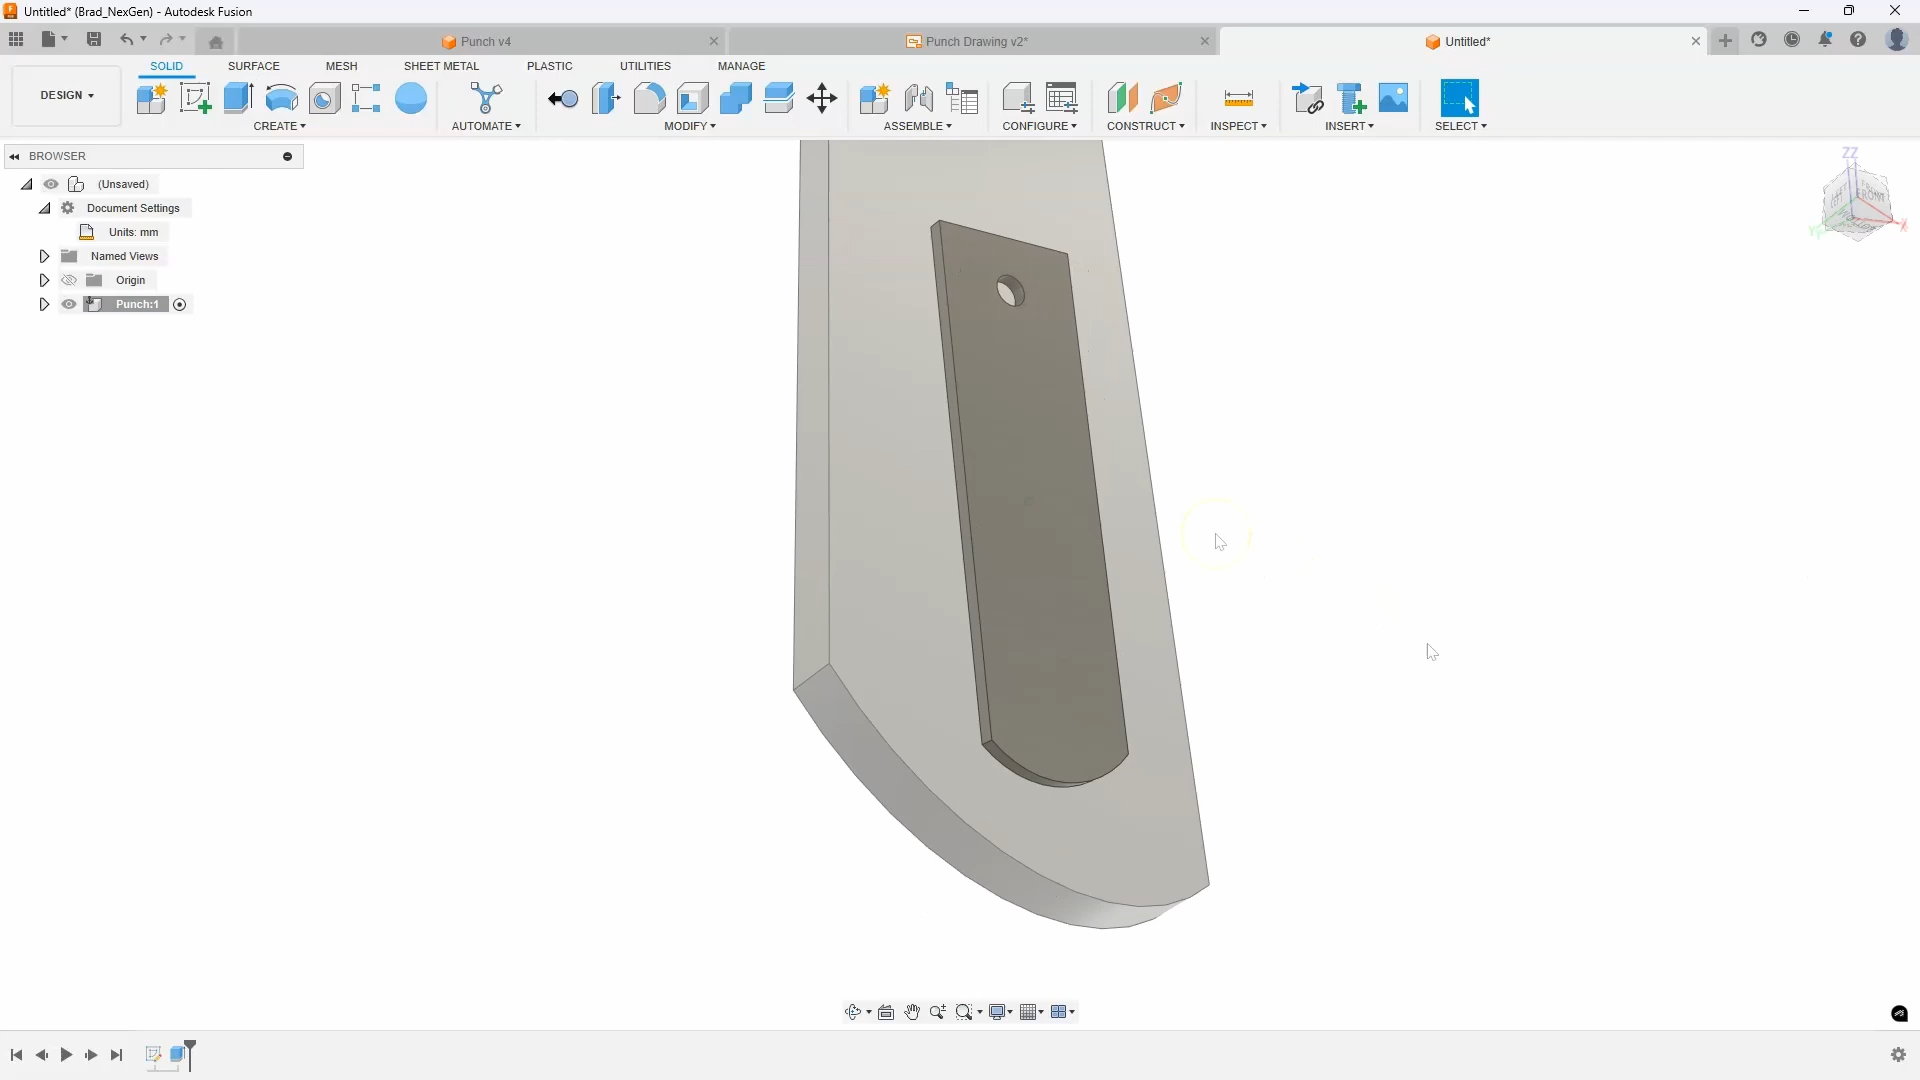 Untitled* (Brad_NexGen) - Autodesk Fusion
Punch v4
Punch Drawing v2*
Untitled*
DESIGN
SOLID SURFACE MESH SHEET METAL PLASTIC UTILITIES MANAGE
CREATE AUTOMATE MODIFY ASSEMBLE CONFIGURE CONSTRUCT INSPECT INSERT SELECT
BROWSER
(Unsaved)
Document Settings
Units: mm
Named Views
Origin
Punch:1
Z
LEFT
FRONT
X
Y